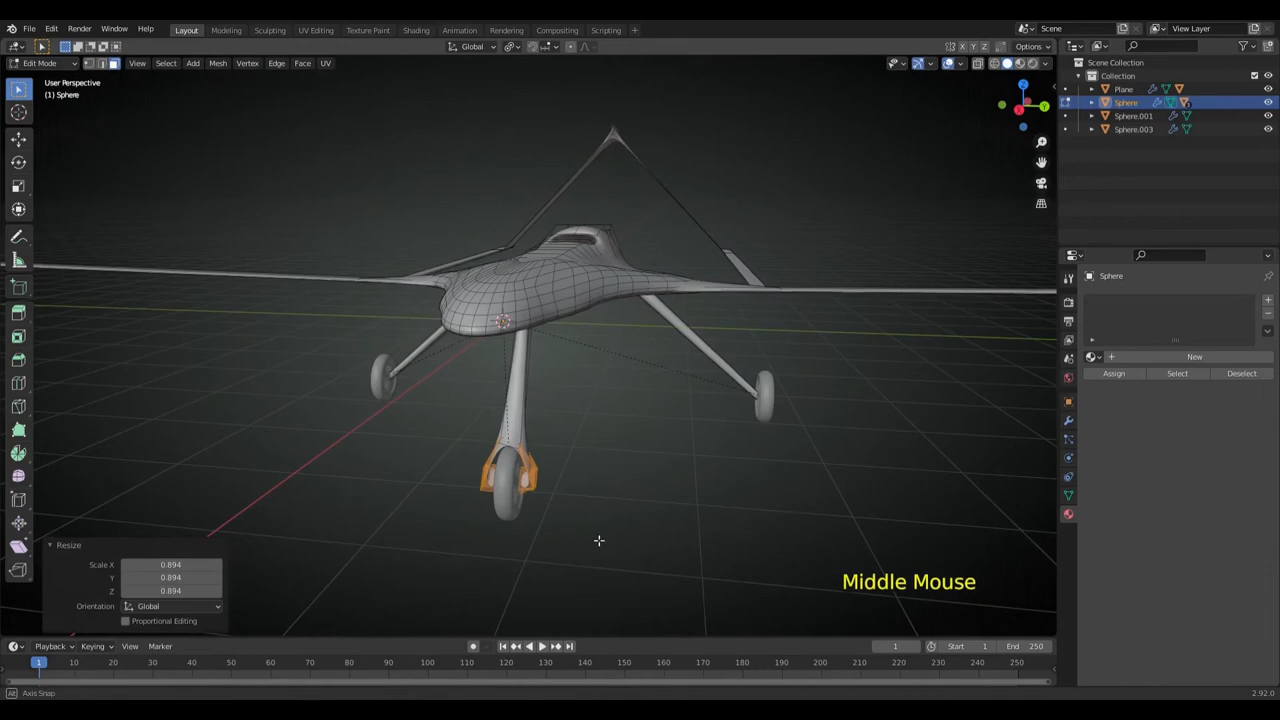 File Edit Render Window Help Layout Modeling Sculpting UV Editing Texture Paint Shading Animation Rendering Compositing Scripting + Scene View Layer
Global X Y Z Options
Edit Mode View Select Add Mesh Vertex Edge Face UV
User Perspective
(1) Sphere
Scene Collection
Collection
Plane
Sphere
Sphere.001
Sphere.003
Sphere
New
Assign Select Deselect
Resize
Scale X 0.894
Y 0.894
Z 0.894
Orientation Global
Proportional Editing
Middle Mouse
Playback Keying View Marker 1 Start 1 End 250
1 10 20 30 40 50 60 70 80 90 100 110 120 130 140 150 160 170 180 190 200 210 220 230 240 250
Axis Snap 2.92.0